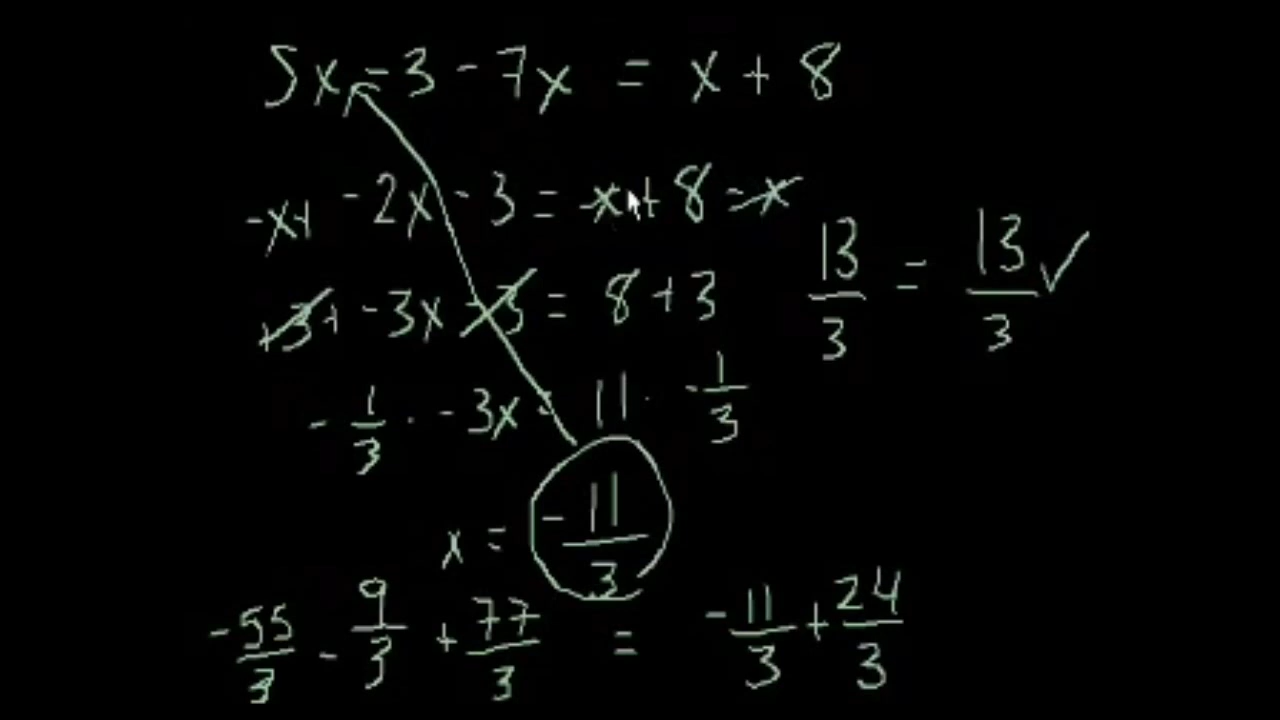 5x - 3 - 7x = x + 8
-x + -2x - 3 = x + 8 - x
+3 + -3x - 3 = 8 + 3
13/3 = 13/3 ✓
-1/3 · -3x = 11 · -1/3
x = -11/3
-55/3 - 9/3 + 77/3 = -11/3 + 24/3